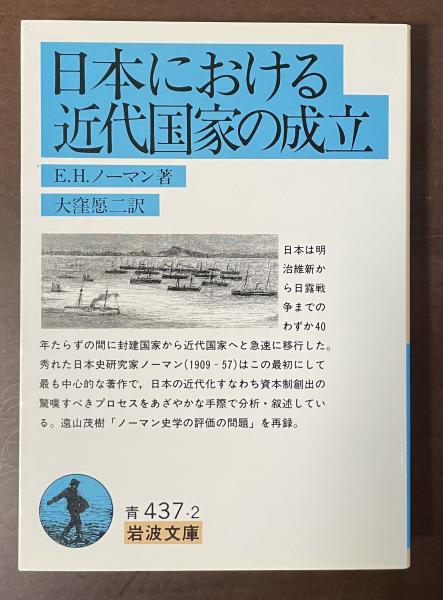 日本における
近代国家の成立
E.H.ノーマン著
大窪愿二訳
日本は明
治維新か
ら日露戦
争までの
わずか40
年たらずの間に封建国家から近代国家へと急速に移行した。
秀れた日本史研究家ノーマン(1909-57)はこの最初にして
最も中心的な著作で，日本の近代化すなわち資本制創出の
驚嘆すべきプロセスをあざやかな手際で分析・叙述してい
る。遠山茂樹「ノーマン史学の評価の問題」を再録。
青 437-2
岩波文庫